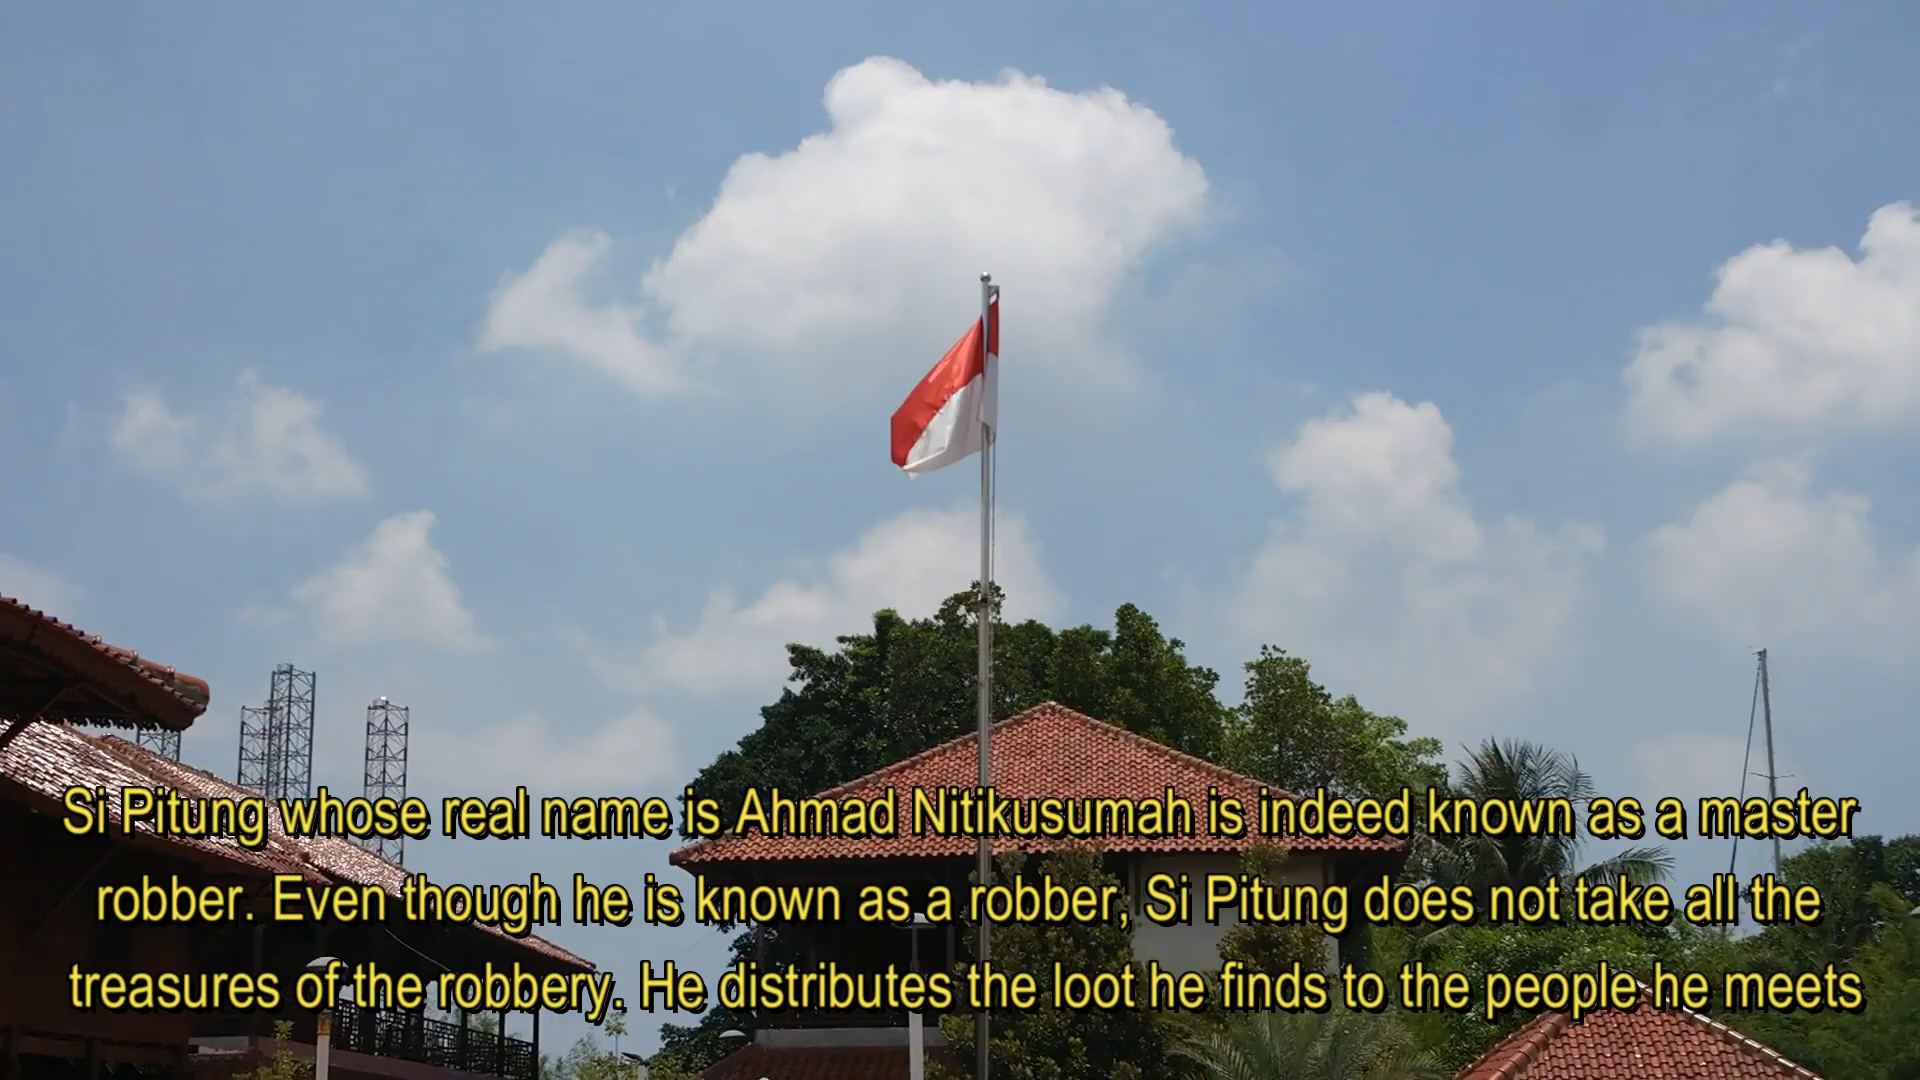 Si Pitung whose real name is Ahmad Nitikusumah is indeed known as a master
robber. Even though he is known as a robber, Si Pitung does not take all the
treasures of the robbery. He distributes the loot he finds to the people he meets